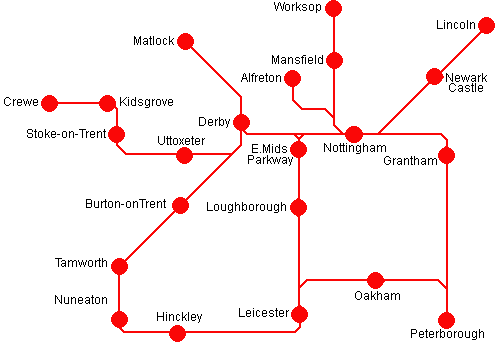 Worksop
Lincoln
Matlock
Mansfield
Alfreton
Newark
Castle
Crewe
Kidsgrove
Derby
Stoke-on-Trent
Uttoxeter
E.Mids
Parkway
Nottingham
Grantham
Burton-onTrent
Loughborough
Tamworth
Nuneaton
Oakham
Hinckley
Leicester
Peterborough